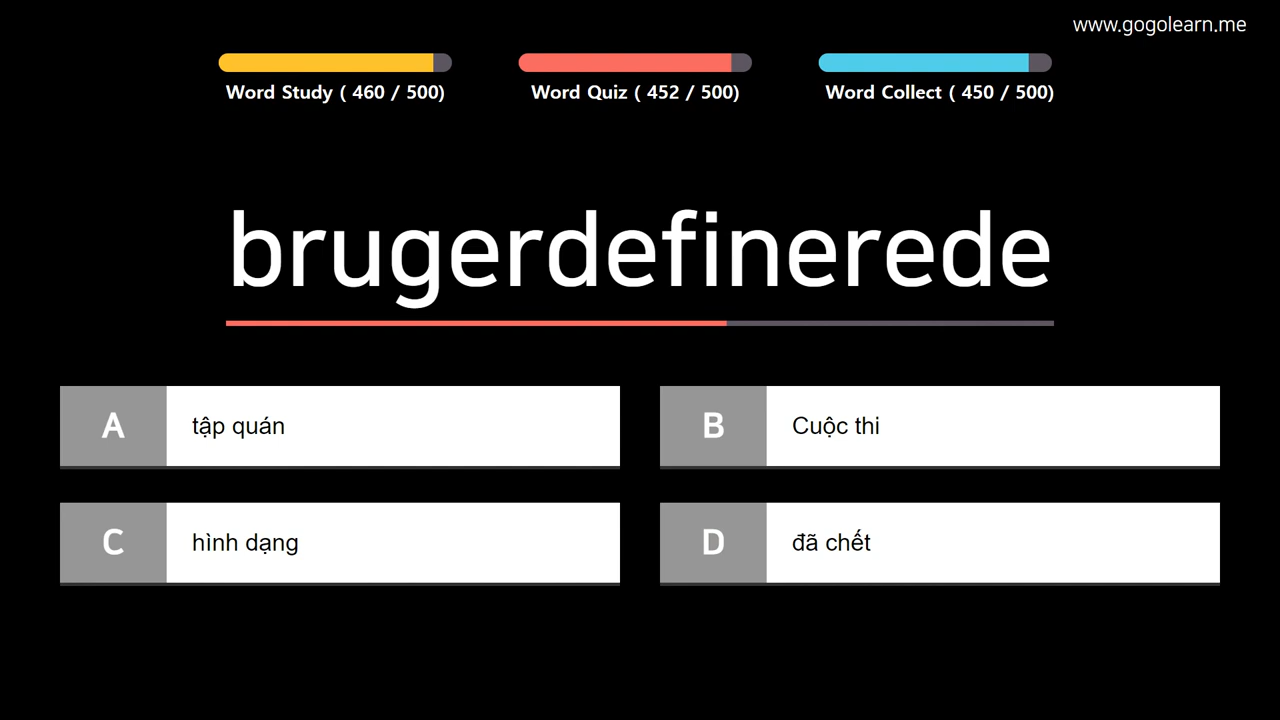 www.gogolearn.me
Word Study ( 460 / 500)
Word Quiz ( 452 / 500)
Word Collect ( 450 / 500)
brugerdefinerede
A tập quán
B Cuộc thi
C hình dạng
D đã chết